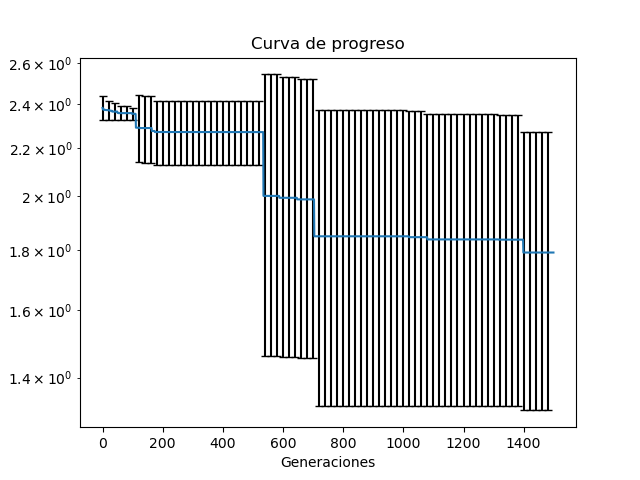 Curva de progreso
2.6 × 10⁰
2.4 × 10⁰
2.2 × 10⁰
2 × 10⁰
1.8 × 10⁰
1.6 × 10⁰
1.4 × 10⁰
0 200 400 600 800 1000 1200 1400
Generaciones